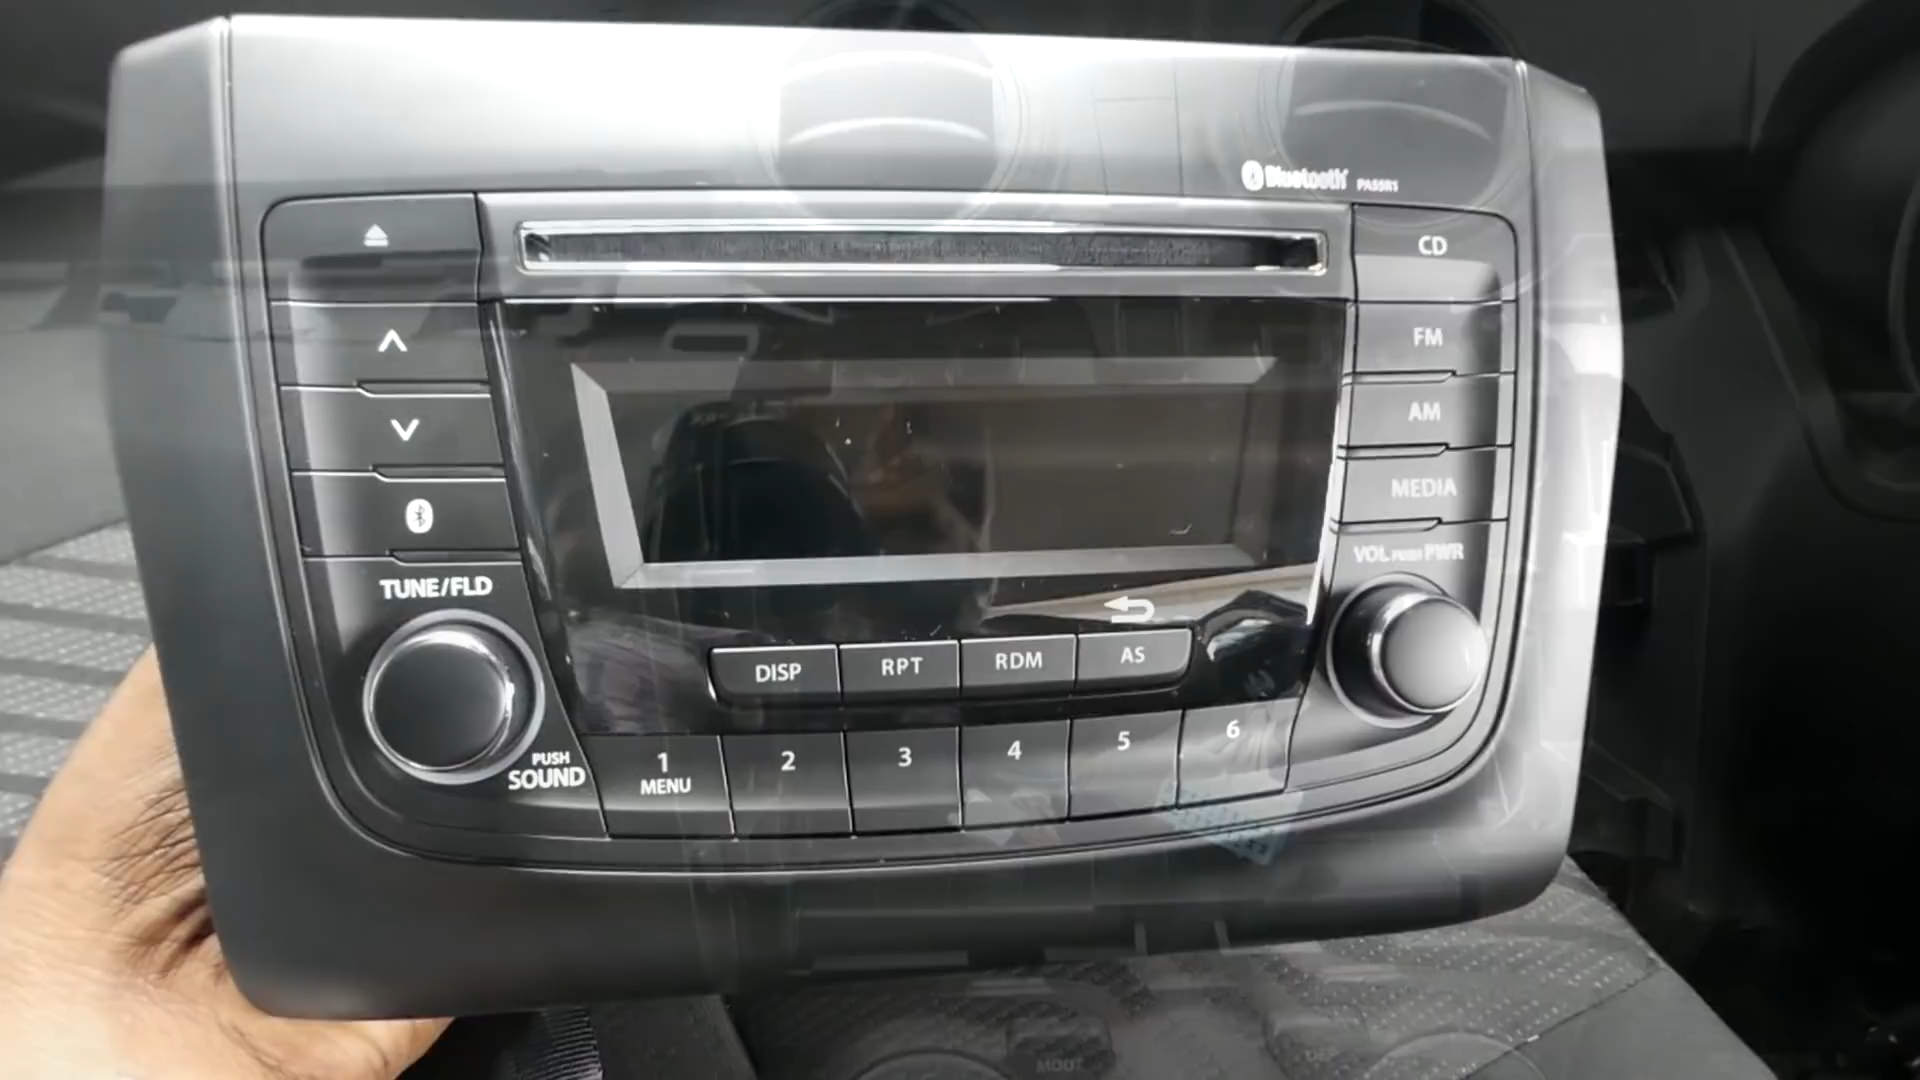 Bluetooth PA5SR1
CD
FM
AM
MEDIA
VOL PUSH PWR
TUNE/FLD
DISP RPT RDM AS
PUSH
SOUND
1 2 3 4 5 6
MENU